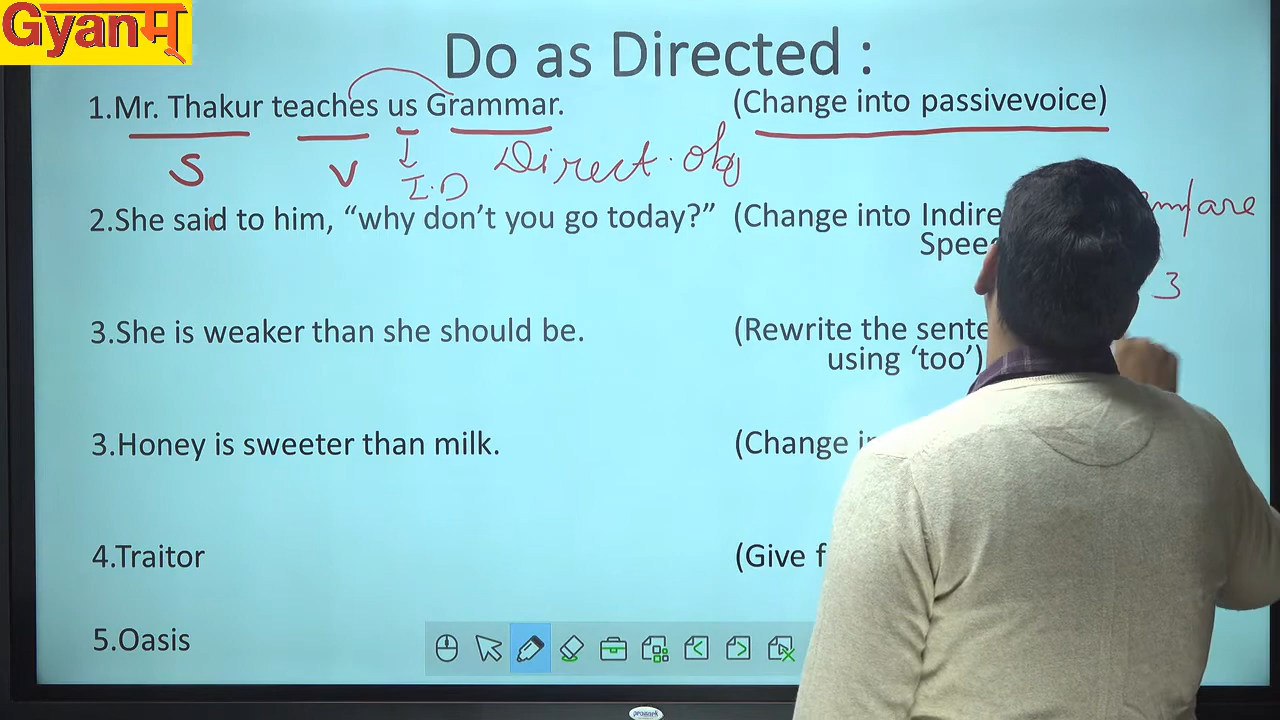 Gyanम्
Do as Directed :
1.Mr. Thakur teaches us Grammar. (Change into passivevoice)
S V I.D Direct. obj
2.She said to him, “why don’t you go today?” (Change into Indire
Spee
3
3.She is weaker than she should be. (Rewrite the sente
using ‘too’)
3.Honey is sweeter than milk. (Change i
4.Traitor (Give f
5.Oasis